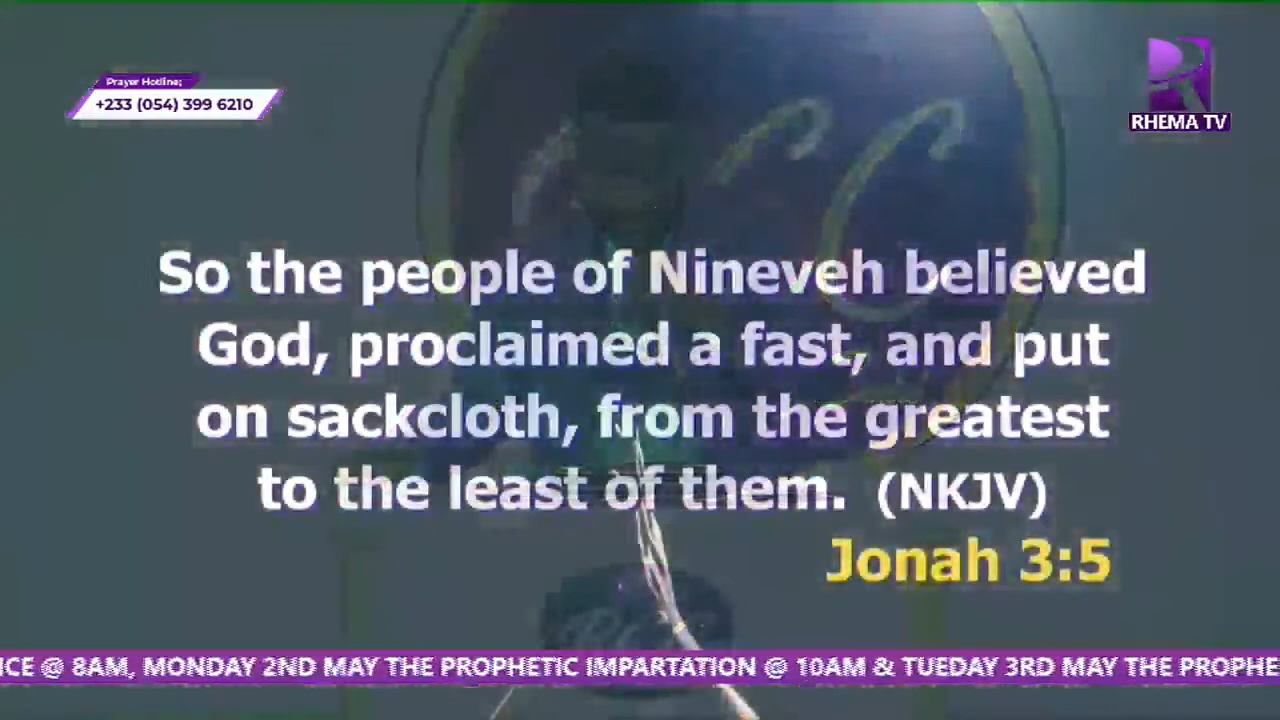 Prayer Hotline;
+233 (054) 399 6210
RHEMA TV
So the people of Nineveh believed
God, proclaimed a fast, and put
on sackcloth, from the greatest
to the least of them. (NKJV)
Jonah 3:5
@ 8AM, MONDAY 2ND MAY THE PROPHETIC IMPARTATION @ 10AM & TUEDAY 3RD MAY THE